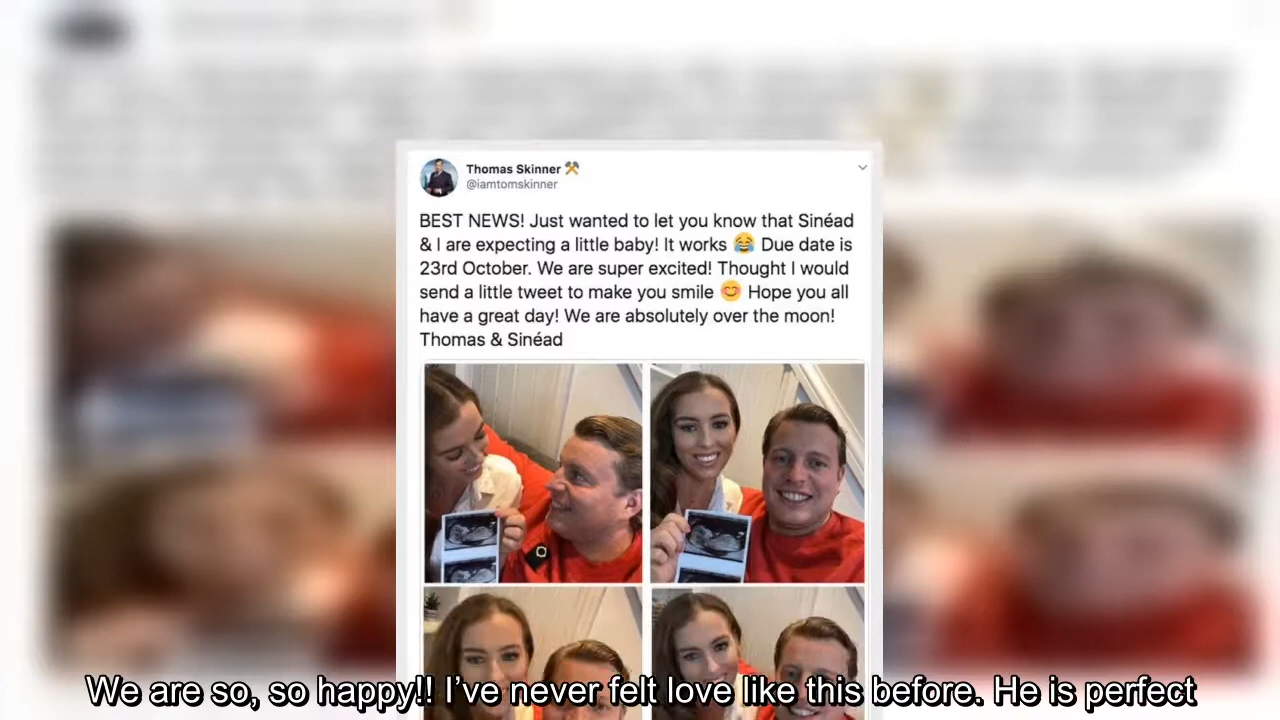 Thomas Skinner ⚒
@iamtomskinner
BEST NEWS! Just wanted to let you know that Sinéad
& I are expecting a little baby! It works 😂 Due date is
23rd October. We are super excited! Thought I would
send a little tweet to make you smile 😊 Hope you all
have a great day! We are absolutely over the moon!
Thomas & Sinéad
We are so, so happy!! I’ve never felt love like this before. He is perfect